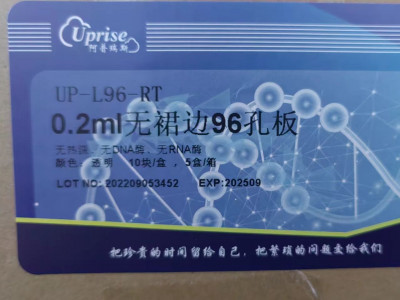 Uprise
阿普瑞斯
UP-L96-RT
0.2ml无裙边96孔板
无热源、无DNA酶、无RNA酶
颜色:透明 10块/盒,5盒/箱
LOT NO:202209053452 EXP:202509
把珍贵的时间留给自己,把繁琐的问题交给我们